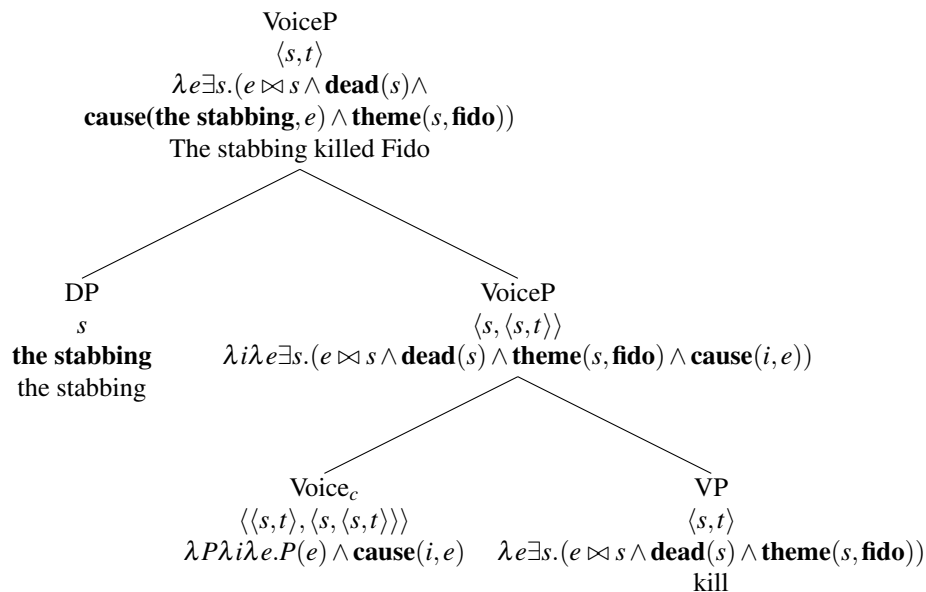 VoiceP
⟨s,t⟩
λe∃s.(e ⋈ s ∧ dead(s)∧
cause(the stabbing,e) ∧ theme(s,fido))
The stabbing killed Fido
DP
s
the stabbing
the stabbing
VoiceP
⟨s,⟨s,t⟩⟩
λiλe∃s.(e ⋈ s ∧ dead(s) ∧ theme(s,fido) ∧ cause(i,e))
Voice_c
⟨⟨s,t⟩,⟨s,⟨s,t⟩⟩⟩
λPλiλe.P(e) ∧ cause(i,e)
VP
⟨s,t⟩
λe∃s.(e ⋈ s ∧ dead(s) ∧ theme(s,fido))
kill